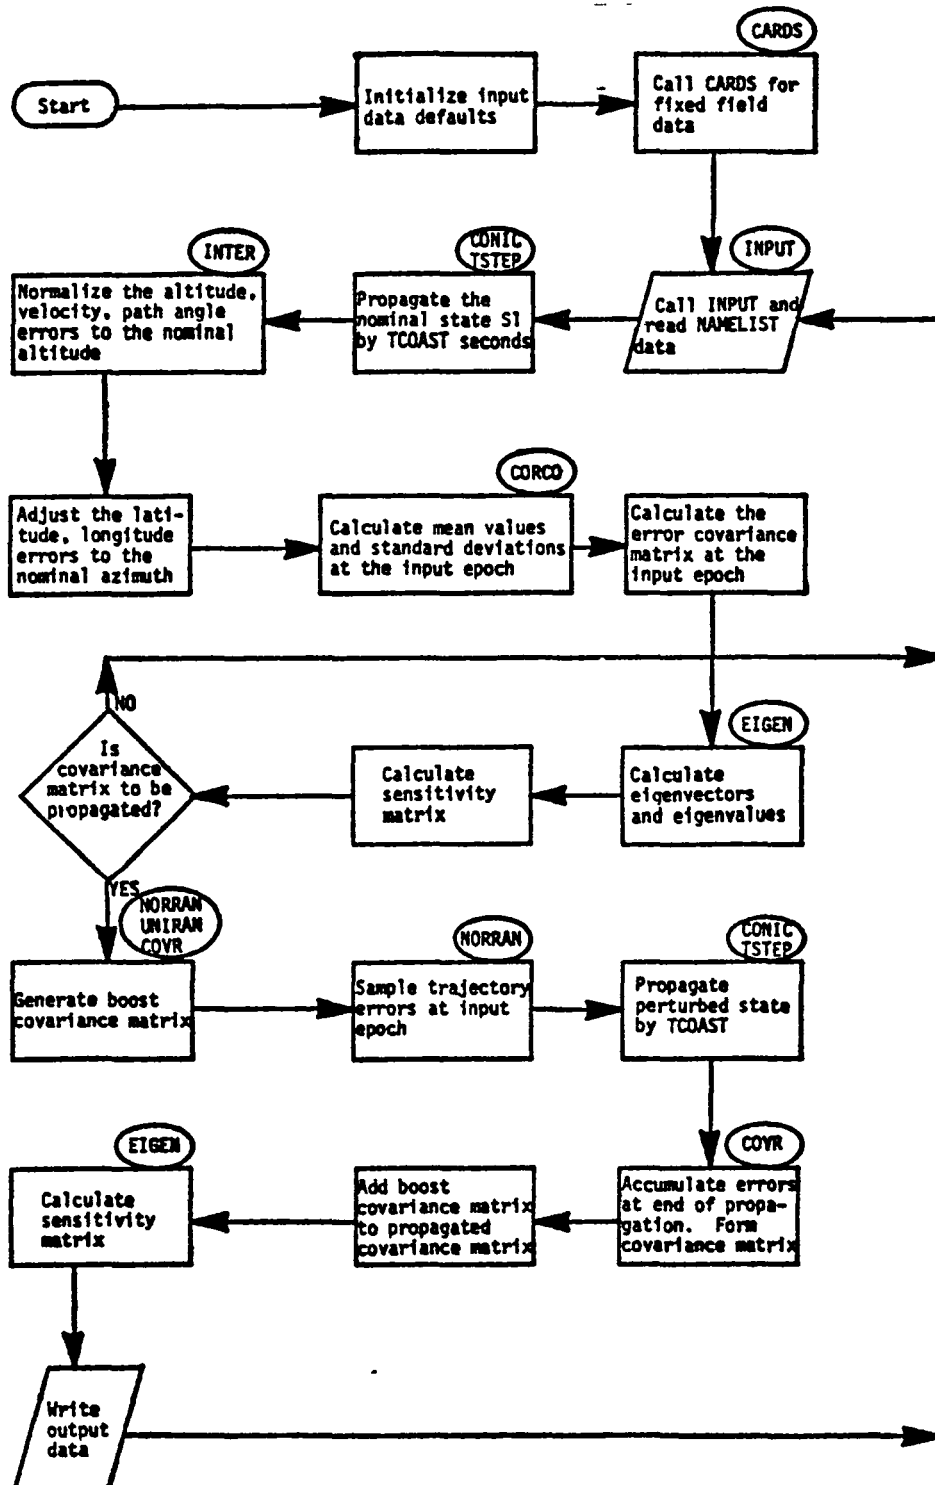 CARDS
Start
Initialize input
data defaults
Call CARDS for
fixed field
data
INTER
CONIC
TSTEP
INPUT
Normalize the altitude,
velocity, path angle
errors to the nominal
altitude
Propagate the
nominal state S1
by TCOAST seconds
Call INPUT and
read NAMELIST
data
CORCO
Adjust the lati-
tude, longitude
errors to the
nominal azimuth
Calculate mean values
and standard deviations
at the input epoch
Calculate the
error covariance
matrix at the
input epoch
NO
EIGEN
Is
covariance
matrix to be
propagated?
Calculate
sensitivity
matrix
Calculate
eigenvectors
and eigenvalues
YES
NORRAN
UNIRAN
COVR
NORRAN
CONIC
TSTEP
Generate boost
covariance matrix
Sample trajectory
errors at input
epoch
Propagate
perturbed state
by TCOAST
EIGEN
COVR
Calculate
sensitivity
matrix
Add boost
covariance matrix
to propagated
covariance matrix
Accumulate errors
at end of propa-
gation. Form
covariance matrix
Write
output
data